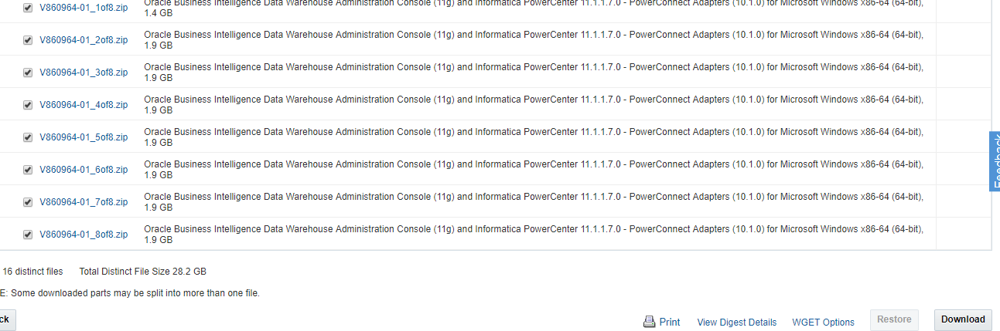 Oracle Business Intelligence Data Warehouse Administration Console (11g) and Informatica PowerCenter 11.1.1.7.0 - PowerConnect Adapters (10.1.0) for Microsoft Windows x86-64 (64-bit),
V860964-01_1of8.zip
1.4 GB
Oracle Business Intelligence Data Warehouse Administration Console (11g) and Informatica PowerCenter 11.1.1.7.0 - PowerConnect Adapters (10.1.0) for Microsoft Windows x86-64 (64-bit),
V860964-01_2of8.zip
1.9 GB
Oracle Business Intelligence Data Warehouse Administration Console (11g) and Informatica PowerCenter 11.1.1.7.0 - PowerConnect Adapters (10.1.0) for Microsoft Windows x86-64 (64-bit),
V860964-01_3of8.zip
1.9 GB
Oracle Business Intelligence Data Warehouse Administration Console (11g) and Informatica PowerCenter 11.1.1.7.0 - PowerConnect Adapters (10.1.0) for Microsoft Windows x86-64 (64-bit),
V860964-01_4of8.zip
1.9 GB
Oracle Business Intelligence Data Warehouse Administration Console (11g) and Informatica PowerCenter 11.1.1.7.0 - PowerConnect Adapters (10.1.0) for Microsoft Windows x86-64 (64-bit),
V860964-01_5of8.zip
1.9 GB
Oracle Business Intelligence Data Warehouse Administration Console (11g) and Informatica PowerCenter 11.1.1.7.0 - PowerConnect Adapters (10.1.0) for Microsoft Windows x86-64 (64-bit),
V860964-01_6of8.zip
1.9 GB
Oracle Business Intelligence Data Warehouse Administration Console (11g) and Informatica PowerCenter 11.1.1.7.0 - PowerConnect Adapters (10.1.0) for Microsoft Windows x86-64 (64-bit),
V860964-01_7of8.zip
1.9 GB
Oracle Business Intelligence Data Warehouse Administration Console (11g) and Informatica PowerCenter 11.1.1.7.0 - PowerConnect Adapters (10.1.0) for Microsoft Windows x86-64 (64-bit),
V860964-01_8of8.zip
1.9 GB
Feedback
16 distinct files Total Distinct File Size 28.2 GB
E: Some downloaded parts may be split into more than one file.
ck Print View Digest Details WGET Options Restore Download